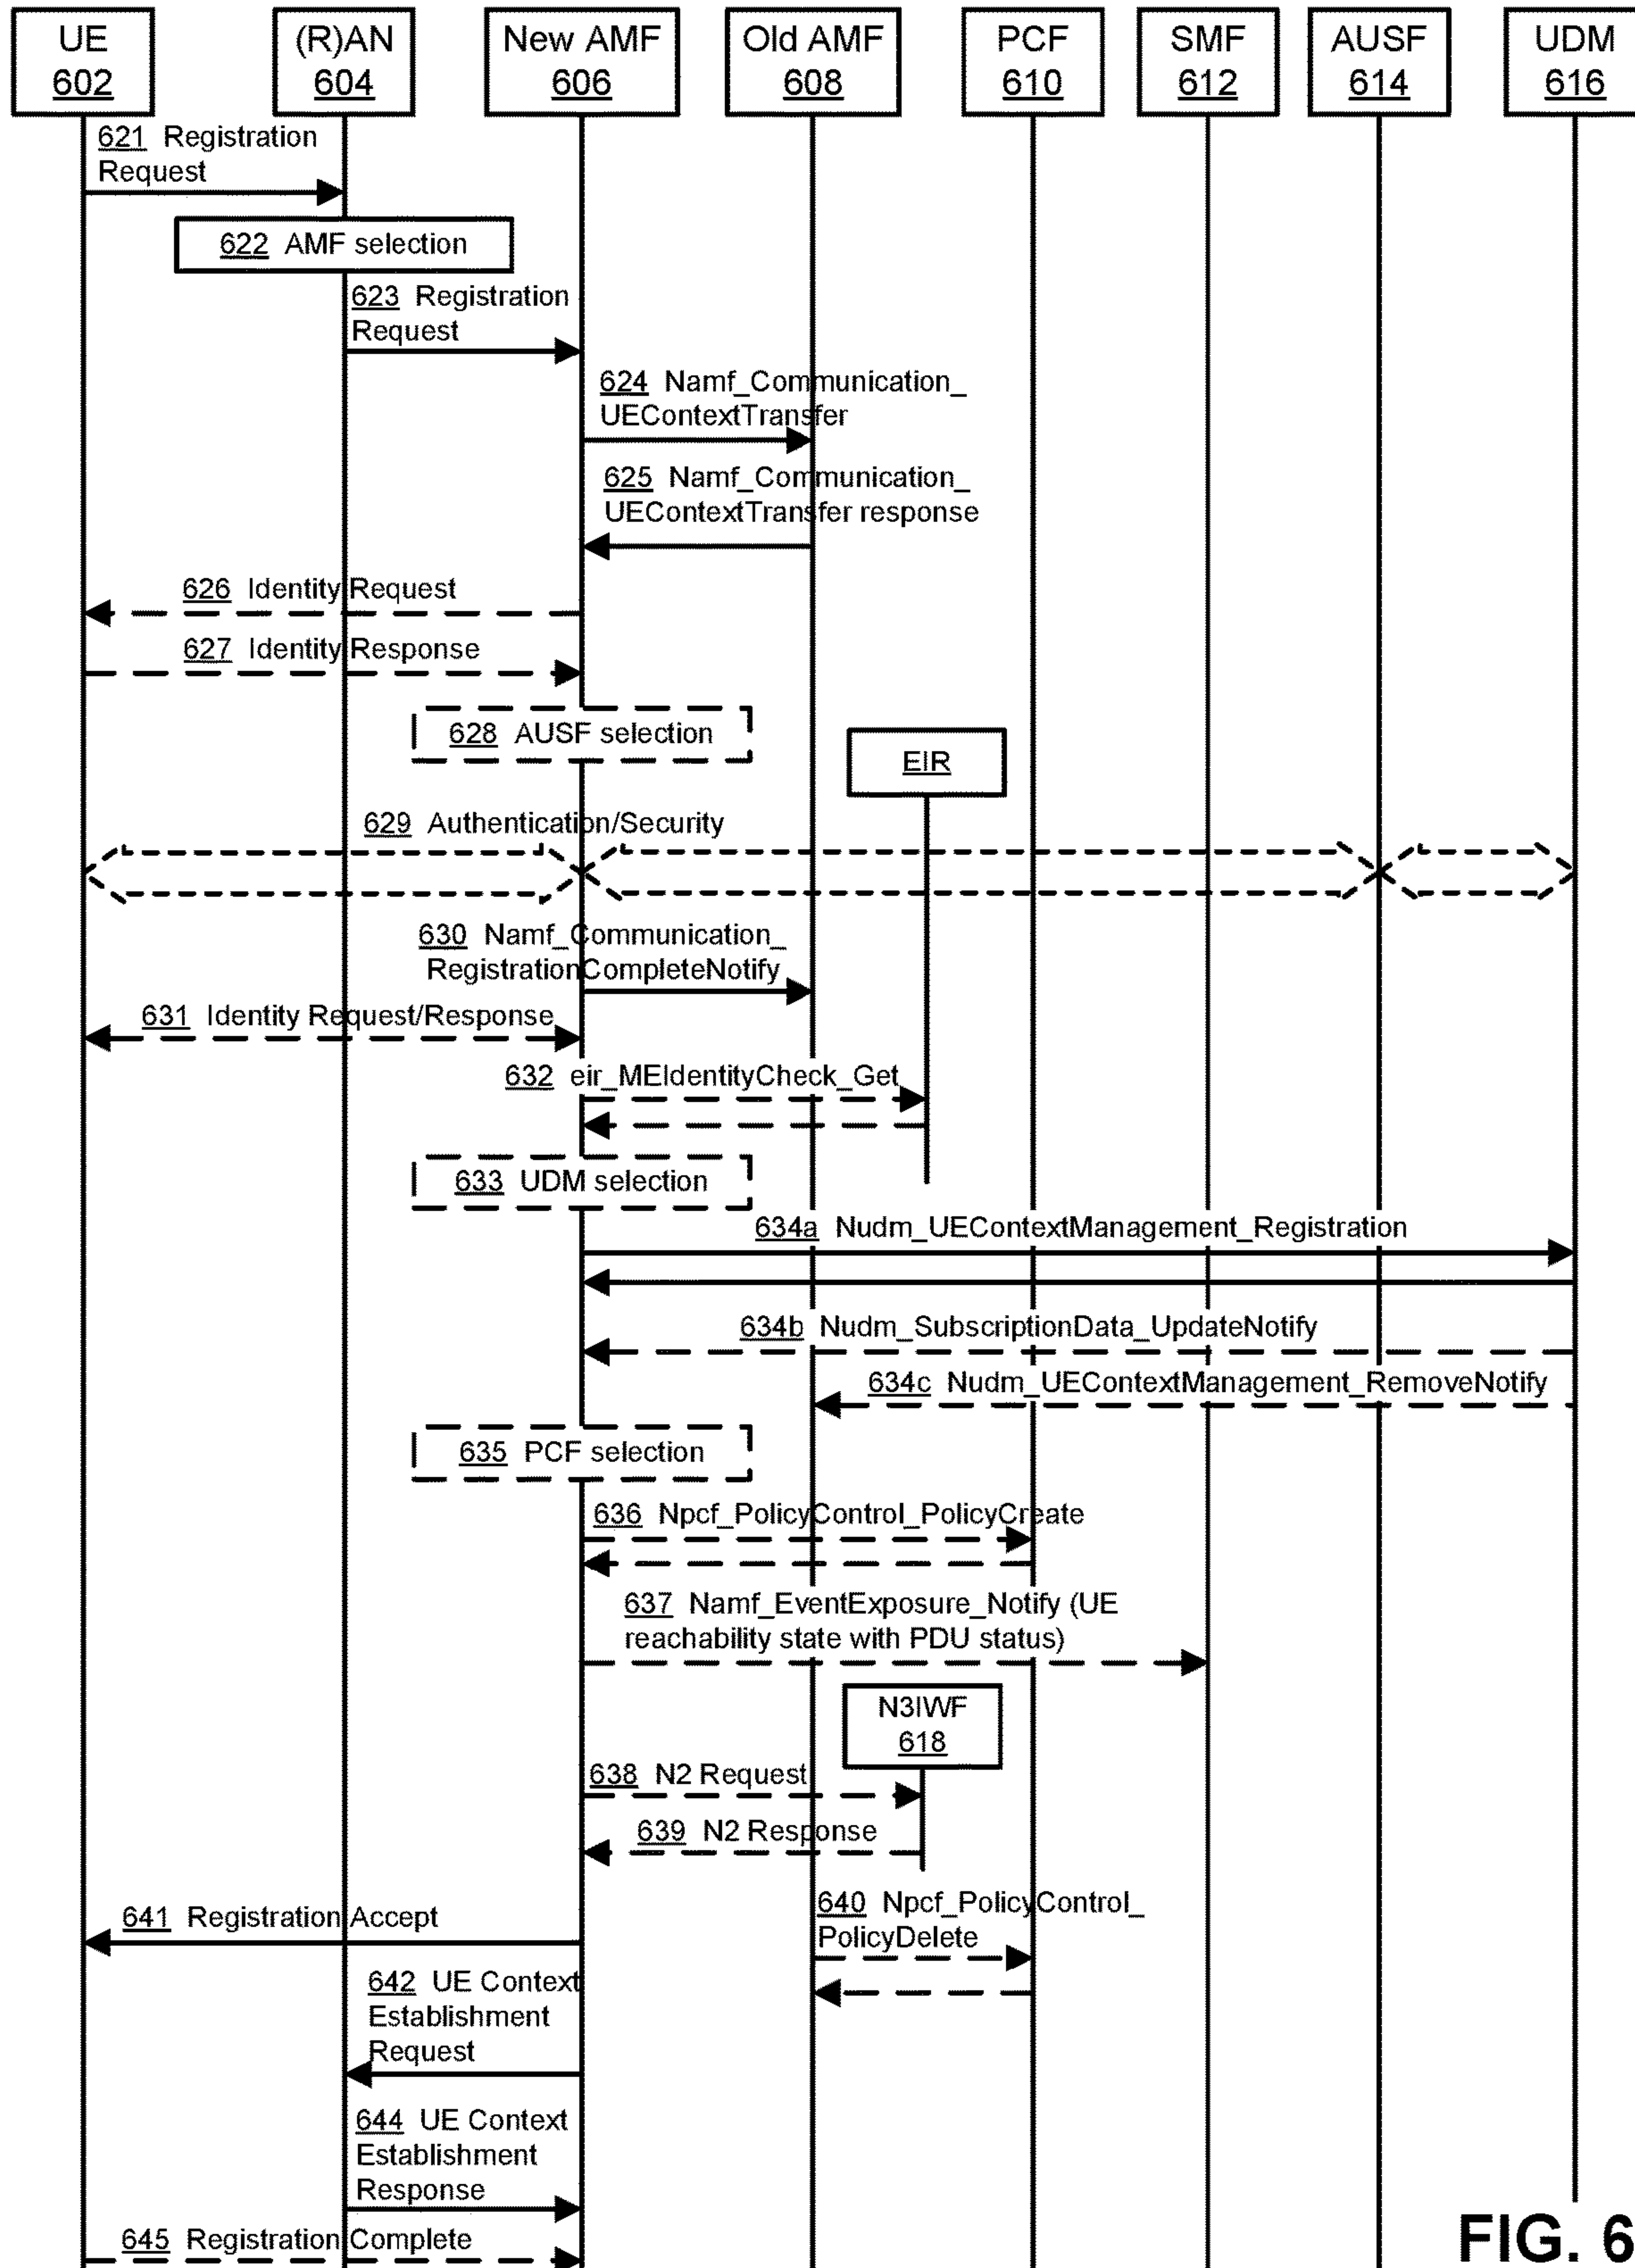 UE
602
(R)AN
604
New AMF
606
Old AMF
608
PCF
610
SMF
612
AUSF
614
UDM
616
621 Registration
Request
622 AMF selection
623 Registration
Request
624 Namf_Communication_
UEContextTransfer
625 Namf_Communication_
UEContextTransfer response
626 Identity Request
627 Identity Response
628 AUSF selection
EIR
629 Authentication/Security
630 Namf_Communication_
RegistrationCompleteNotify
631 Identity Request/Response
632 eir_MEIdentityCheck_Get
633 UDM selection
634a Nudm_UEContextManagement_Registration
634b Nudm_SubscriptionData_UpdateNotify
634c Nudm_UEContextManagement_RemoveNotify
635 PCF selection
636 Npcf_PolicyControl_PolicyCreate
637 Namf_EventExposure_Notify (UE
reachability state with PDU status)
N3IWF
618
638 N2 Request
639 N2 Response
640 Npcf_PolicyControl_
PolicyDelete
641 Registration Accept
642 UE Context
Establishment
Request
644 UE Context
Establishment
Response
645 Registration Complete
FIG. 6